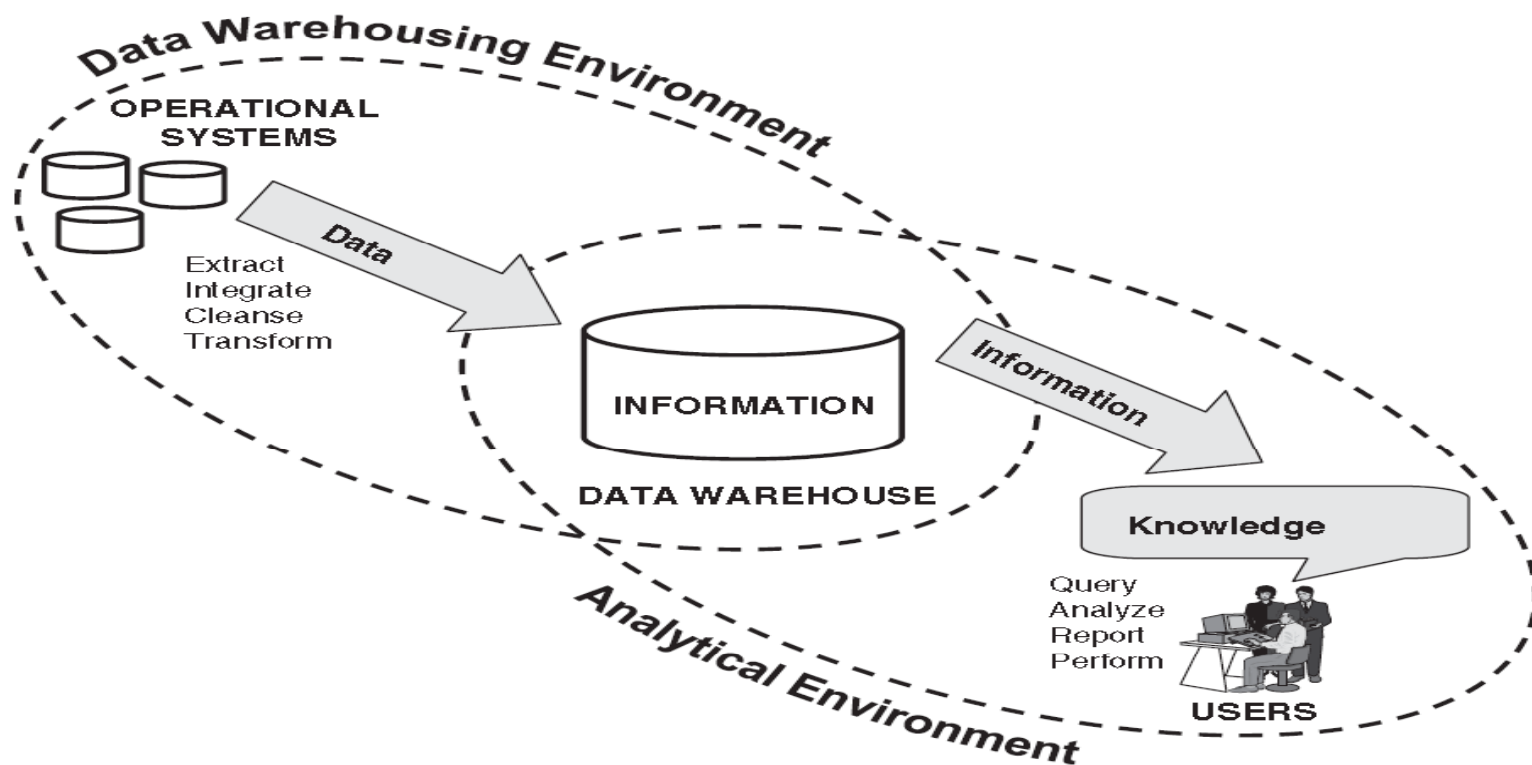 Data Warehousing Environment
OPERATIONAL
SYSTEMS
Data
Extract
Integrate
Cleanse
Transform
INFORMATION
DATA WAREHOUSE
Information
Knowledge
Query
Analyze
Report
Perform
USERS
Analytical Environment